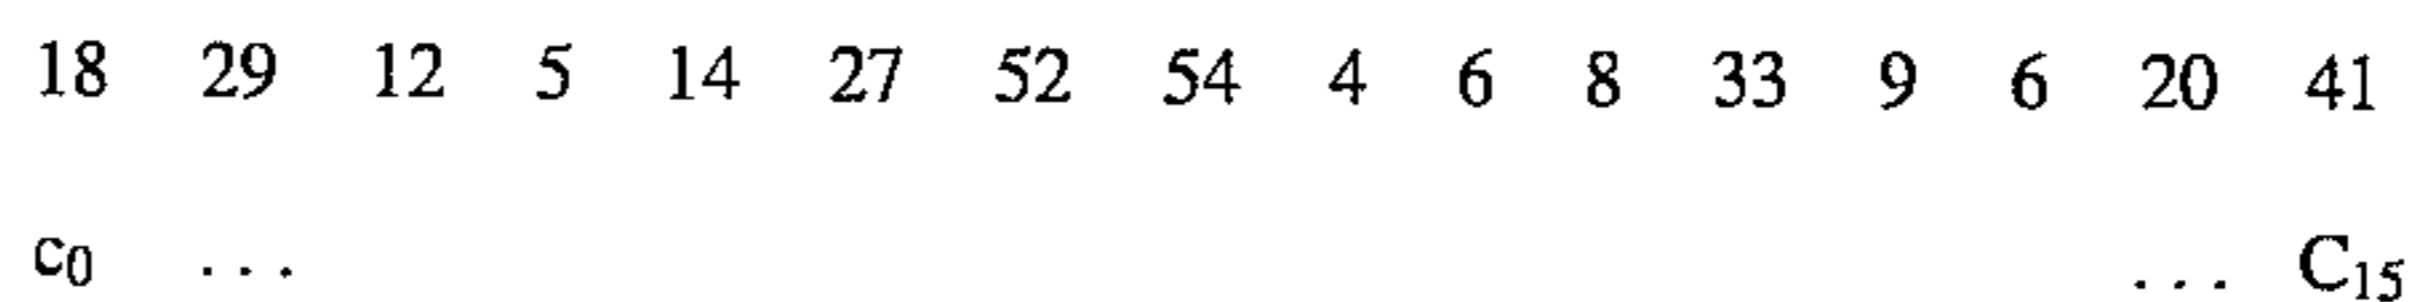 18 29 12 5 14 27 52 54 4 6 8 33 9 6 20 41
c₀ ... ... C₁₅